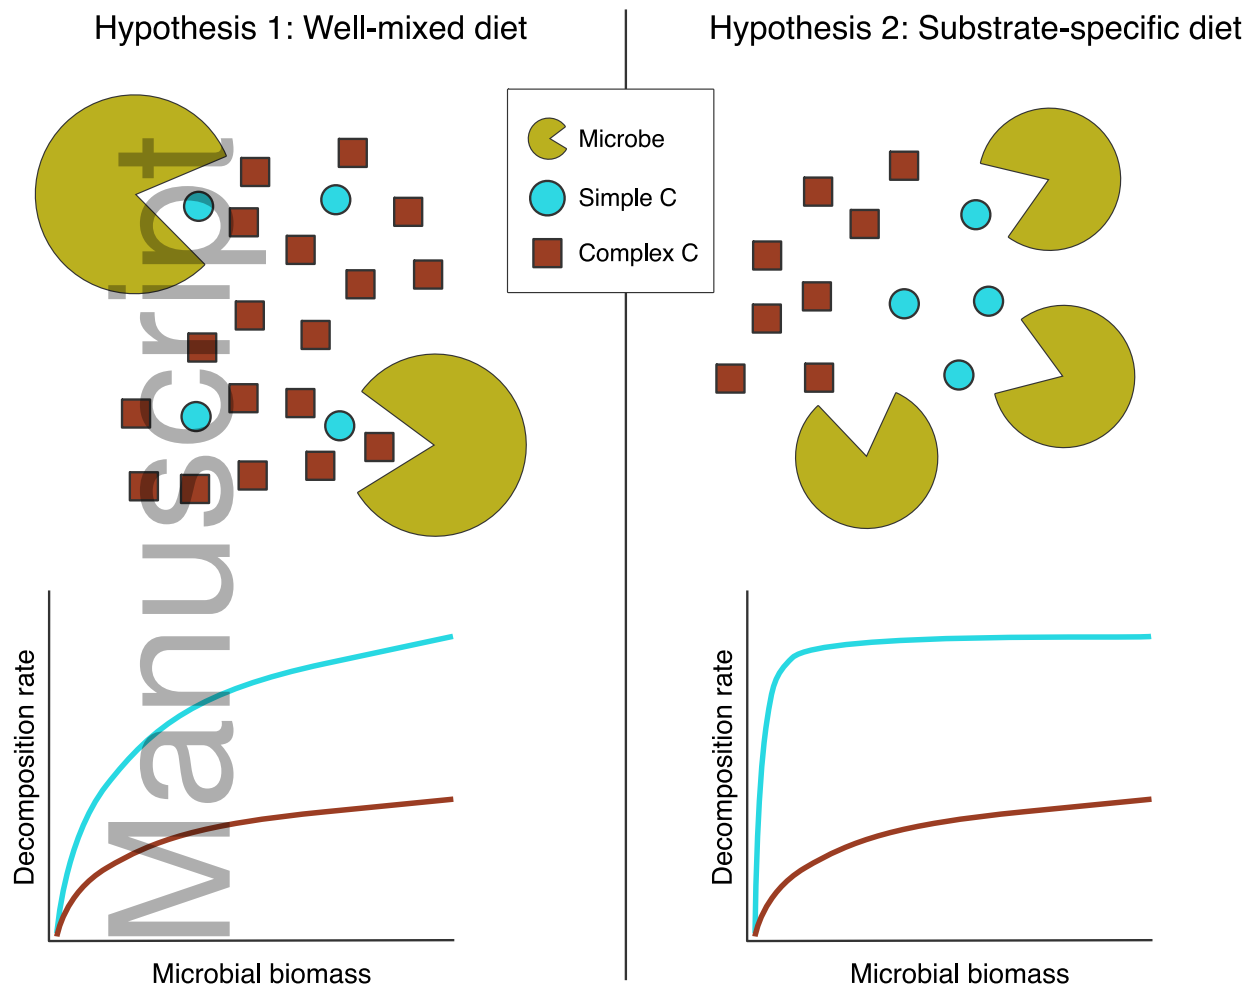 Hypothesis 1: Well-mixed diet
Hypothesis 2: Substrate-specific diet
Microbe
Simple C
Complex C
Manuscript
Decomposition rate
Microbial biomass
Decomposition rate
Microbial biomass